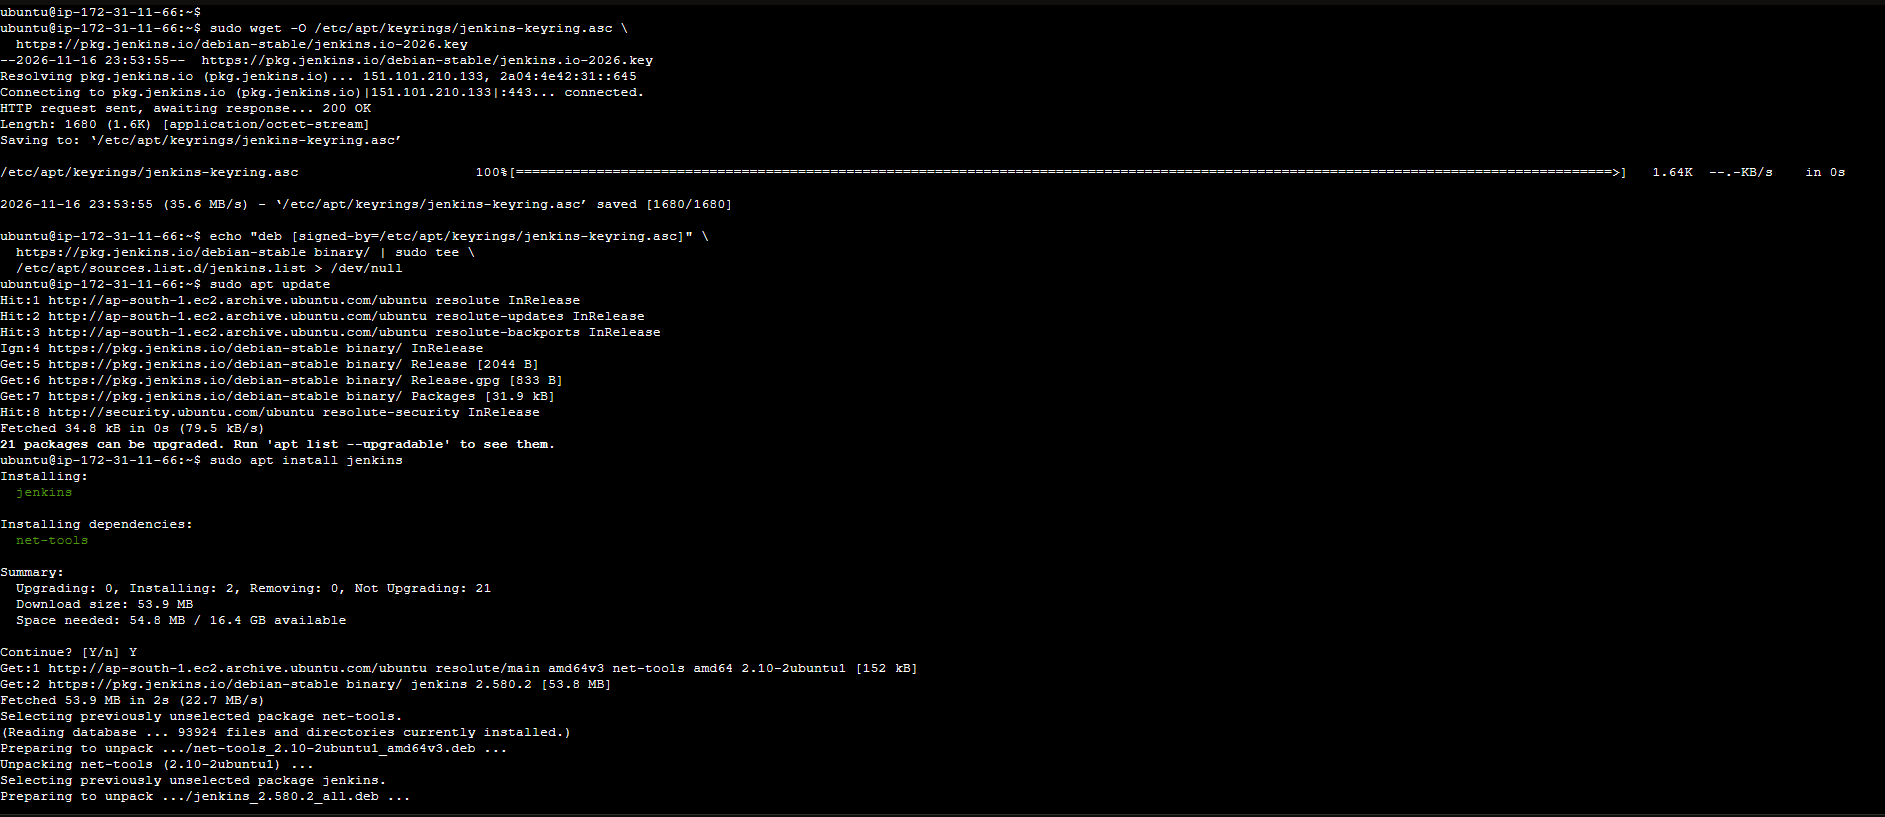 ubuntu@ip-172-31-11-66:~$
ubuntu@ip-172-31-11-66:~$ sudo wget -O /etc/apt/keyrings/jenkins-keyring.asc \
  https://pkg.jenkins.io/debian-stable/jenkins.io-2026.key
--2026-11-16 23:53:55--  https://pkg.jenkins.io/debian-stable/jenkins.io-2026.key
Resolving pkg.jenkins.io (pkg.jenkins.io)... 151.101.210.133, 2a04:4e42:31::645
Connecting to pkg.jenkins.io (pkg.jenkins.io)|151.101.210.133|:443... connected.
HTTP request sent, awaiting response... 200 OK
Length: 1680 (1.6K) [application/octet-stream]
Saving to: ‘/etc/apt/keyrings/jenkins-keyring.asc’
/etc/apt/keyrings/jenkins-keyring.asc                      100%[=========================================================================================================================================>]   1.64K  --.-KB/s    in 0s
2026-11-16 23:53:55 (35.6 MB/s) - ‘/etc/apt/keyrings/jenkins-keyring.asc’ saved [1680/1680]
ubuntu@ip-172-31-11-66:~$ echo "deb [signed-by=/etc/apt/keyrings/jenkins-keyring.asc]" \
  https://pkg.jenkins.io/debian-stable binary/ | sudo tee \
  /etc/apt/sources.list.d/jenkins.list > /dev/null
ubuntu@ip-172-31-11-66:~$ sudo apt update
Hit:1 http://ap-south-1.ec2.archive.ubuntu.com/ubuntu resolute InRelease
Hit:2 http://ap-south-1.ec2.archive.ubuntu.com/ubuntu resolute-updates InRelease
Hit:3 http://ap-south-1.ec2.archive.ubuntu.com/ubuntu resolute-backports InRelease
Ign:4 https://pkg.jenkins.io/debian-stable binary/ InRelease
Get:5 https://pkg.jenkins.io/debian-stable binary/ Release [2044 B]
Get:6 https://pkg.jenkins.io/debian-stable binary/ Release.gpg [833 B]
Get:7 https://pkg.jenkins.io/debian-stable binary/ Packages [31.9 kB]
Hit:8 http://security.ubuntu.com/ubuntu resolute-security InRelease
Fetched 34.8 kB in 0s (79.5 kB/s)
21 packages can be upgraded. Run 'apt list --upgradable' to see them.
ubuntu@ip-172-31-11-66:~$ sudo apt install jenkins
Installing:
  jenkins
Installing dependencies:
  net-tools
Summary:
  Upgrading: 0, Installing: 2, Removing: 0, Not Upgrading: 21
  Download size: 53.9 MB
  Space needed: 54.8 MB / 16.4 GB available
Continue? [Y/n] Y
Get:1 http://ap-south-1.ec2.archive.ubuntu.com/ubuntu resolute/main amd64v3 net-tools amd64 2.10-2ubuntu1 [152 kB]
Get:2 https://pkg.jenkins.io/debian-stable binary/ jenkins 2.580.2 [53.8 MB]
Fetched 53.9 MB in 2s (22.7 MB/s)
Selecting previously unselected package net-tools.
(Reading database ... 93924 files and directories currently installed.)
Preparing to unpack .../net-tools_2.10-2ubuntu1_amd64v3.deb ...
Unpacking net-tools (2.10-2ubuntu1) ...
Selecting previously unselected package jenkins.
Preparing to unpack .../jenkins_2.580.2_all.deb ...